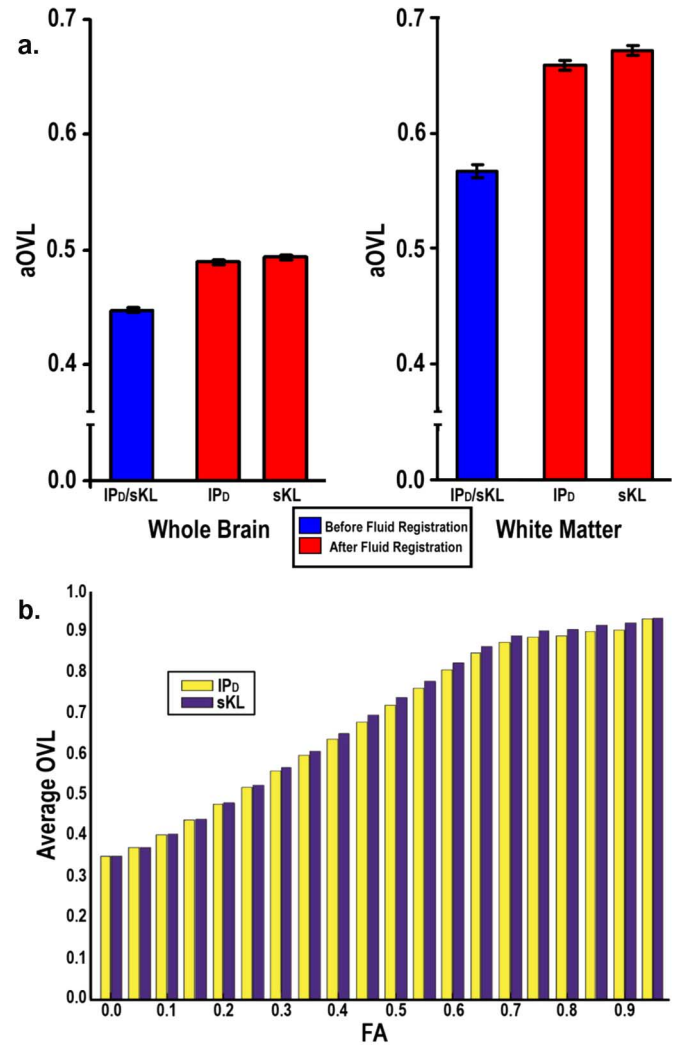 a.
0.7
0.6
0.5
0.4
0.0
aOVL
IPD/sKL IPD sKL
Whole Brain
0.7
0.6
0.5
0.4
0.0
aOVL
IPD/sKL IPD sKL
White Matter
Before Fluid Registration
After Fluid Registration
b.
1.0
0.9
0.8
0.7
0.6
0.5
0.4
0.3
0.2
0.1
0.0
Average OVL
IPD
sKL
0.0 0.1 0.2 0.3 0.4 0.5 0.6 0.7 0.8 0.9
FA